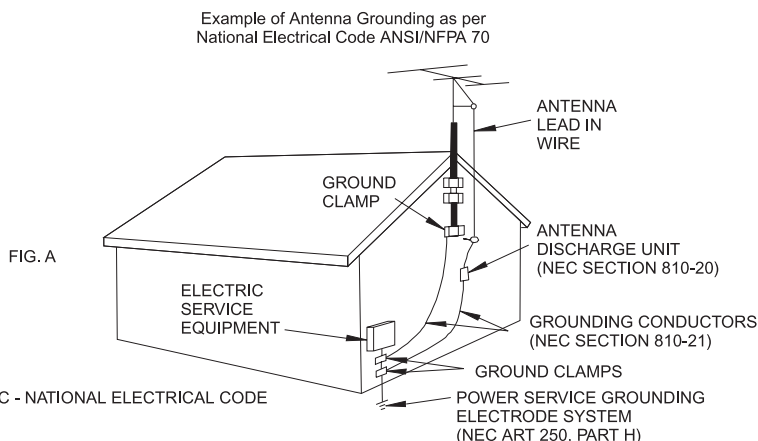 Example of Antenna Grounding as per
National Electrical Code ANSI/NFPA 70
ANTENNA
LEAD IN
WIRE
GROUND
CLAMP
ANTENNA
DISCHARGE UNIT
(NEC SECTION 810-20)
FIG. A
ELECTRIC
SERVICE
EQUIPMENT
GROUNDING CONDUCTORS
(NEC SECTION 810-21)
GROUND CLAMPS
C - NATIONAL ELECTRICAL CODE
POWER SERVICE GROUNDING
ELECTRODE SYSTEM
(NEC ART 250, PART H)